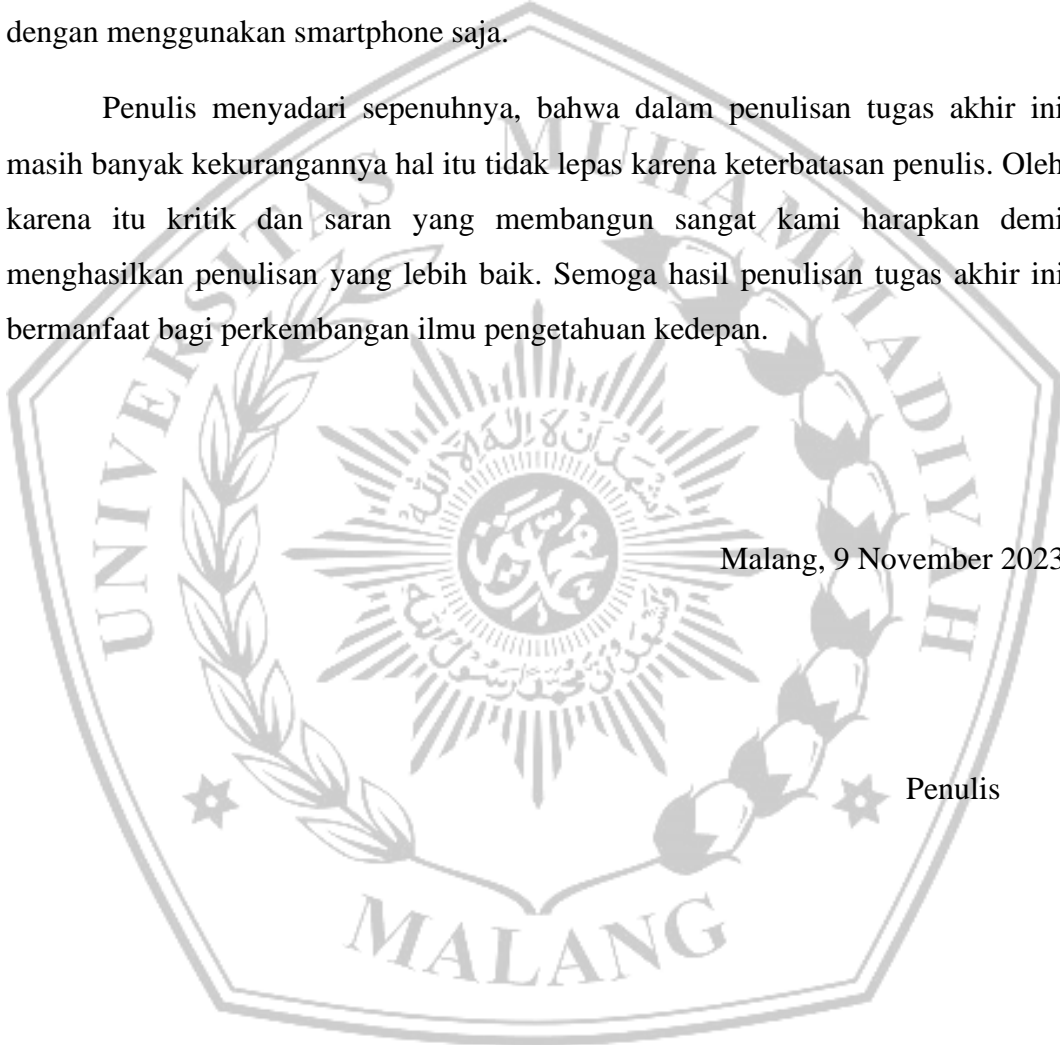 dengan menggunakan smartphone saja.
Penulis menyadari sepenuhnya, bahwa dalam penulisan tugas akhir ini
masih banyak kekurangannya hal itu tidak lepas karena keterbatasan penulis. Oleh
karena itu kritik dan saran yang membangun sangat kami harapkan demi
menghasilkan penulisan yang lebih baik. Semoga hasil penulisan tugas akhir ini
bermanfaat bagi perkembangan ilmu pengetahuan kedepan.
UNIVERSITAS MUHAMMADIYAH
Malang, 9 November 2023
Penulis
MALANG